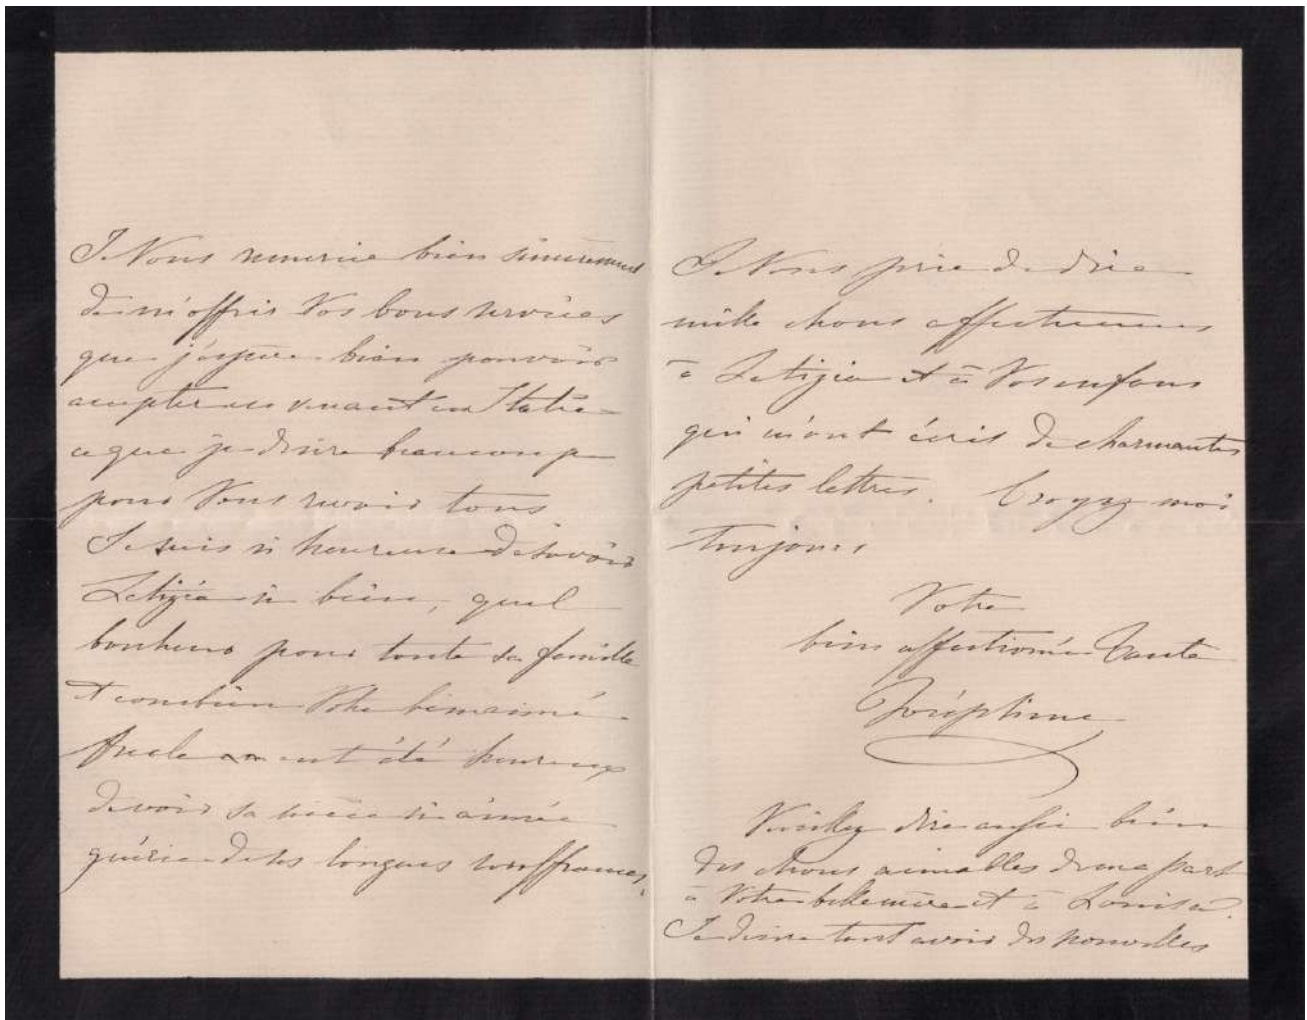 Je Vous remercie bien sincèrement
de m'offrir Vos bons services
que j'espère bien pouvoir
accepter en venant en Italie
ce que je désire beaucoup
pour Vous revoir tous
Je suis si heureuse de savoir
Letizia si bien, quel
bonheur pour toute sa famille
et combien Votre bien aimé
Oncle aurait été heureux
de voir sa nièce si aimée
guérie de ses longues souffrances.
Je Vous prie de dire
mille choses affectueuses
à Letizia et à Vos enfans
qui m'ont écrit de charmantes
petites lettres. Croyez moi
toujours
Votre
bien affectionnée Tante
Joséphine
Veuillez dire aussi bien
des choses aimables de ma part
à Votre belle mère et à Louisa.
Je désire tant avoir des nouvelles